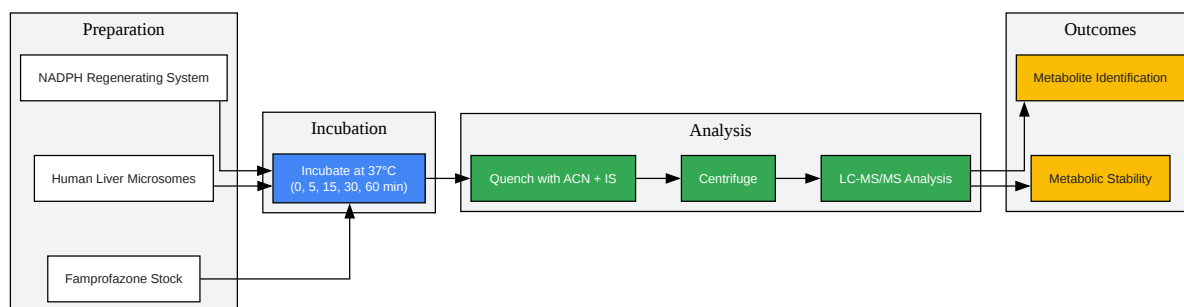 Preparation
NADPH Regenerating System
Human Liver Microsomes
Famprofazone Stock
Incubation
Incubate at 37°C
(0, 5, 15, 30, 60 min)
Analysis
Quench with ACN + IS
Centrifuge
LC-MS/MS Analysis
Outcomes
Metabolite Identification
Metabolic Stability